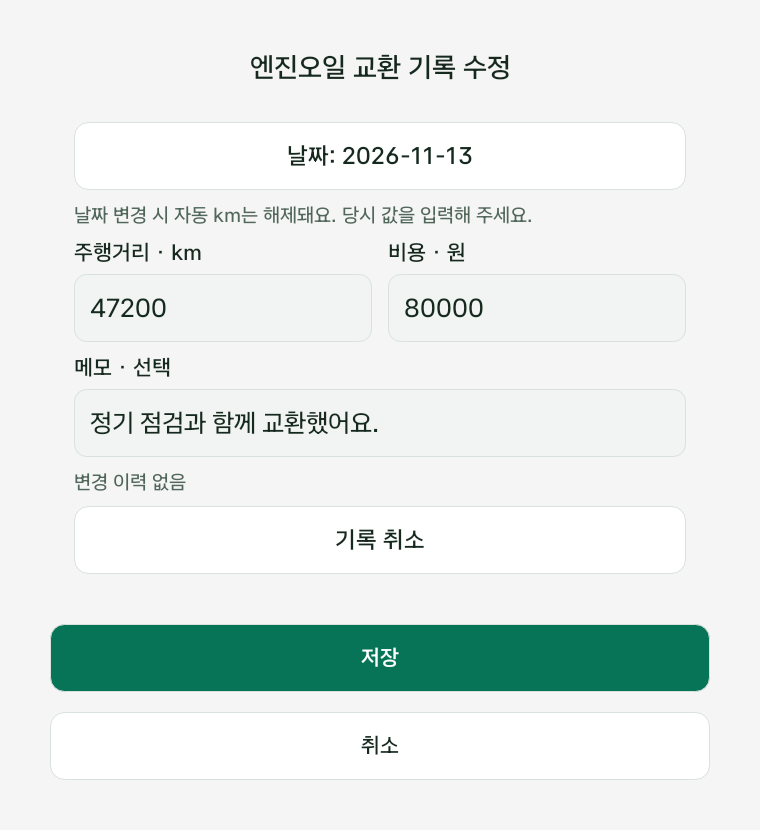 엔진오일 교환 기록 수정
날짜: 2026-11-13
날짜 변경 시 자동 km는 해제돼요. 당시 값을 입력해 주세요.
주행거리 · km
비용 · 원
47200
80000
메모 · 선택
정기 점검과 함께 교환했어요.
변경 이력 없음
기록 취소
저장
취소